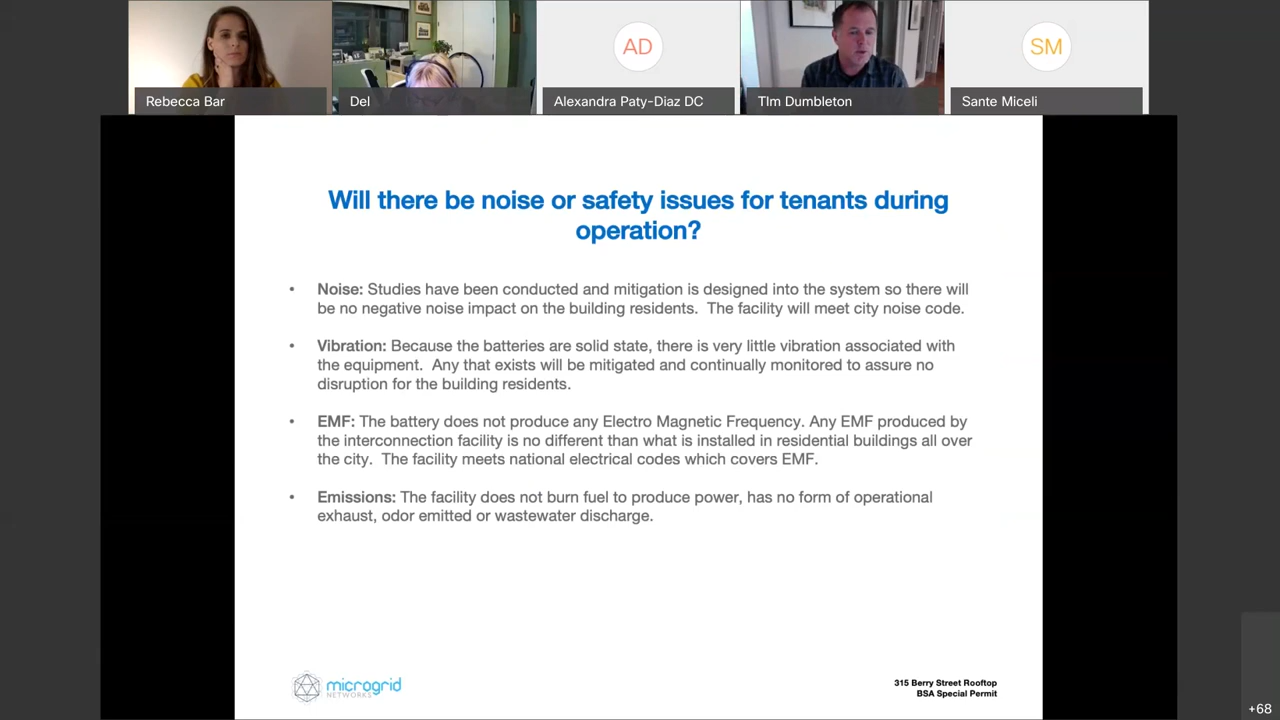 AD
SM
Rebecca Bar
Del
Alexandra Paty-Diaz DC
TIm Dumbleton
Sante Miceli
Will there be noise or safety issues for tenants during
operation?
• Noise: Studies have been conducted and mitigation is designed into the system so there will
be no negative noise impact on the building residents. The facility will meet city noise code.
• Vibration: Because the batteries are solid state, there is very little vibration associated with
the equipment. Any that exists will be mitigated and continually monitored to assure no
disruption for the building residents.
• EMF: The battery does not produce any Electro Magnetic Frequency. Any EMF produced by
the interconnection facility is no different than what is installed in residential buildings all over
the city. The facility meets national electrical codes which covers EMF.
• Emissions: The facility does not burn fuel to produce power, has no form of operational
exhaust, odor emitted or wastewater discharge.
microgrid
NETWORKS
315 Berry Street Rooftop
BSA Special Permit
+68